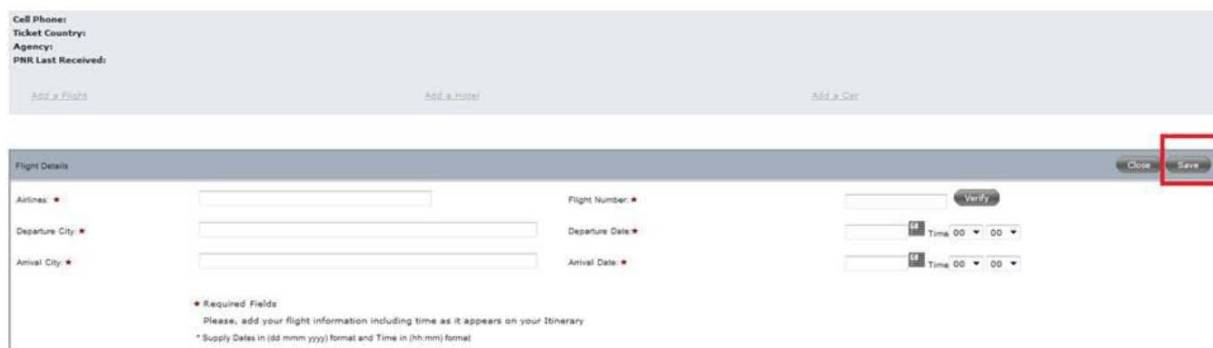 Cell Phone:
Ticket Country:
Agency:
PNR Last Received:
Add a Flight Add a Hotel Add a Car
Flight Details Close Save
Airlines: * Flight Number: * Verify
Departure City: * Departure Date: * Time 00 00
Arrival City: * Arrival Date: * Time 00 00
* Required Fields
Please, add your flight information including time as it appears on your Itinerary
* Supply Dates in (dd mmm yyyy) format and Time in (hh:mm) format